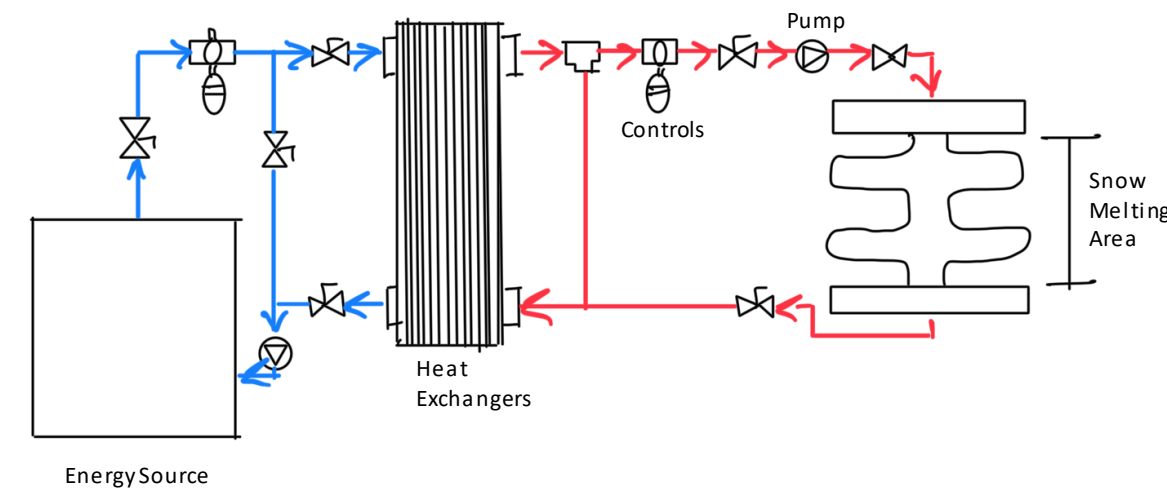 Pump
Controls
Snow
Melting
Area
Heat
Exchangers
Energy Source